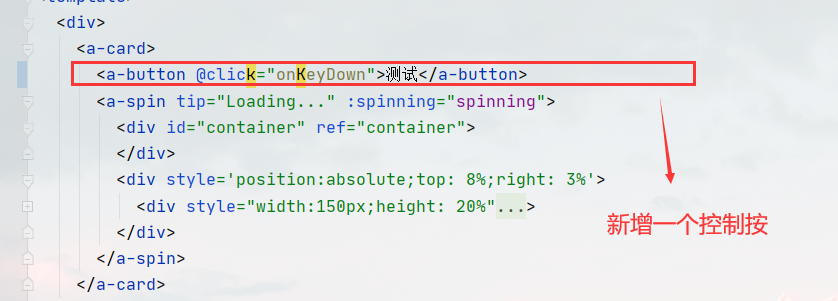 <div>
<a-card>
<a-button @click="onKeyDown">测试</a-button>
<a-spin tip="Loading..." :spinning="spinning">
<div id="container" ref="container">
</div>
<div style='position:absolute;top: 8%;right: 3%'>
<div style="width:150px;height: 20%"...>
</div>
</a-spin>
</a-card>
新增一个控制按